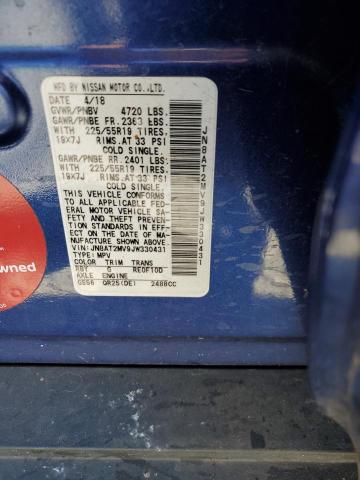 MFD BY NISSAN MOTOR CO.,LTD.
DATE 4/18
GVWR/PNBV 4720 LBS.
GAWR/PNBE FR. 2363 LBS.
WITH 225/55R19 TIRES.
19X7J RIMS.AT 33 PSI
COLD SINGLE.
GAWR/PNBE RR. 2401 LBS.
WITH 225/55R19 TIRES.
19X7J RIMS.AT 33 PSI
COLD SINGLE.
THIS VEHICLE CONFORMS
TO ALL APPLICABLE FED-
ERAL MOTOR VEHICLE SA-
FETY AND THEFT PREVEN-
TION STANDARDS IN EFF-
ECT ON THE DATE OF MA-
NUFACTURE SHOWN ABOVE.
VIN:JN8AT2MV9JW330431
TYPE:MPV
COLOR TRIM TRANS
RBY G RE0F10D
AXLE ENGINE
GS58 QR25(DE) 2488CC
JN8AT2MV9JW330431
owned